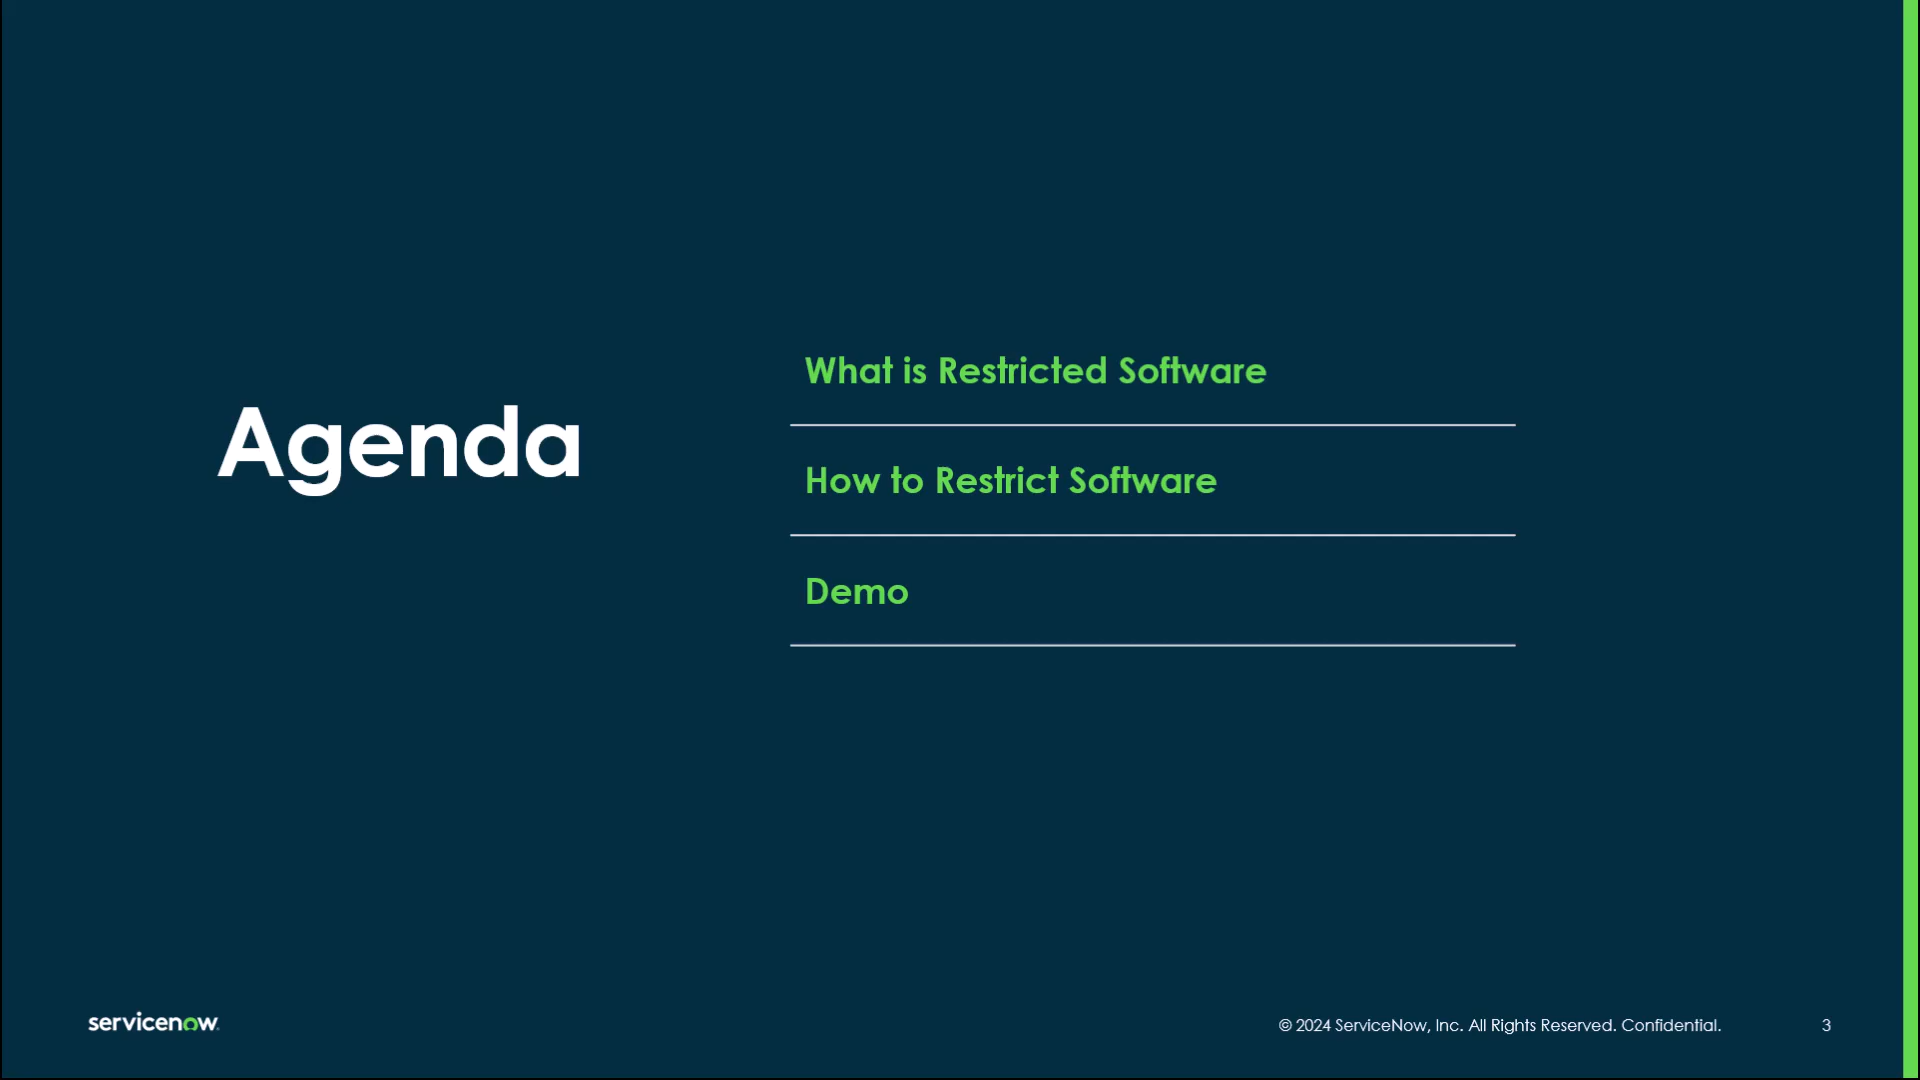 Agenda
What is Restricted Software
How to Restrict Software
Demo
servicenow.
© 2024 ServiceNow, Inc. All Rights Reserved. Confidential.
3